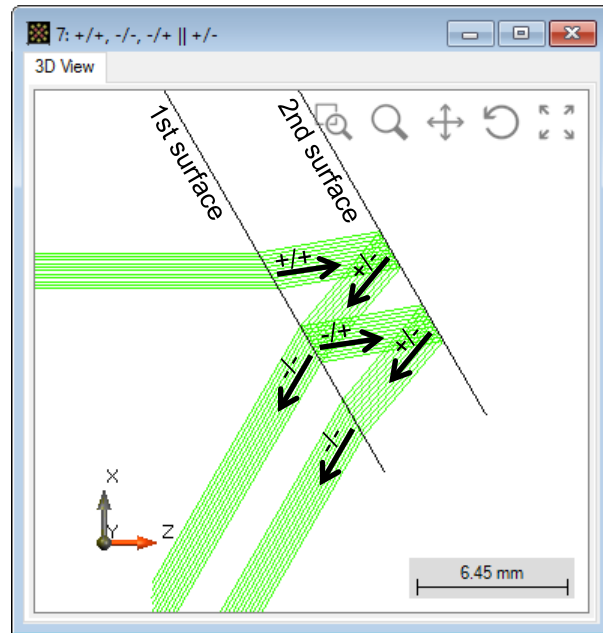 7: +/+, -/-, -/+ || +/-
3D View
1st surface
2nd surface
+/+
+/-
-/+
+/-
-/-
-/-
X
Y
Z
6.45 mm